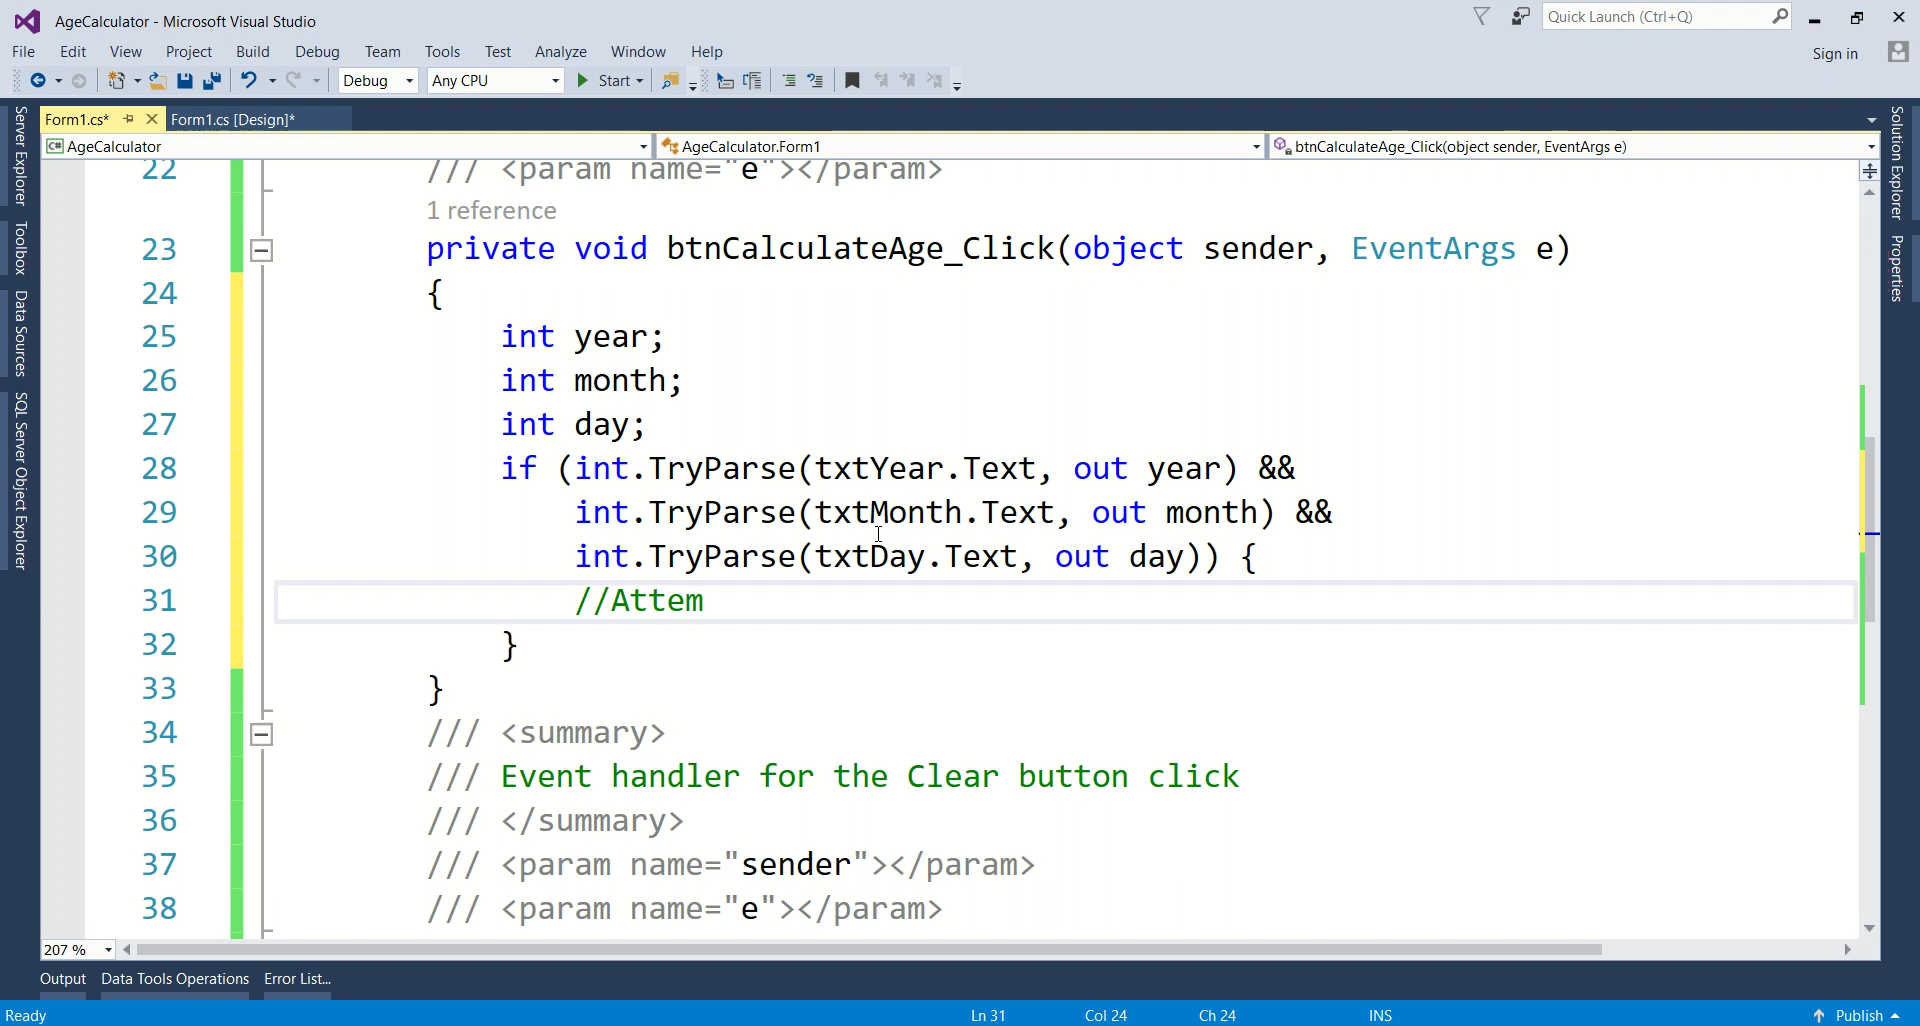 AgeCalculator - Microsoft Visual Studio
Quick Launch (Ctrl+Q)
File Edit View Project Build Debug Team Tools Test Analyze Window Help
Sign in
Debug Any CPU Start
Form1.cs* Form1.cs [Design]*
C# AgeCalculator AgeCalculator.Form1 btnCalculateAge_Click(object sender, EventArgs e)
Server Explorer
Toolbox
Data Sources
SQL Server Object Explorer
Solution Explorer
Properties
22 /// <param name="e"></param>
1 reference
23 private void btnCalculateAge_Click(object sender, EventArgs e)
24 {
25 int year;
26 int month;
27 int day;
28 if (int.TryParse(txtYear.Text, out year) &&
29 int.TryParse(txtMonth.Text, out month) &&
30 int.TryParse(txtDay.Text, out day)) {
31 //Attem
32 }
33 }
34 /// <summary>
35 /// Event handler for the Clear button click
36 /// </summary>
37 /// <param name="sender"></param>
38 /// <param name="e"></param>
207 %
Output Data Tools Operations Error List...
Ready Ln 31 Col 24 Ch 24 INS Publish